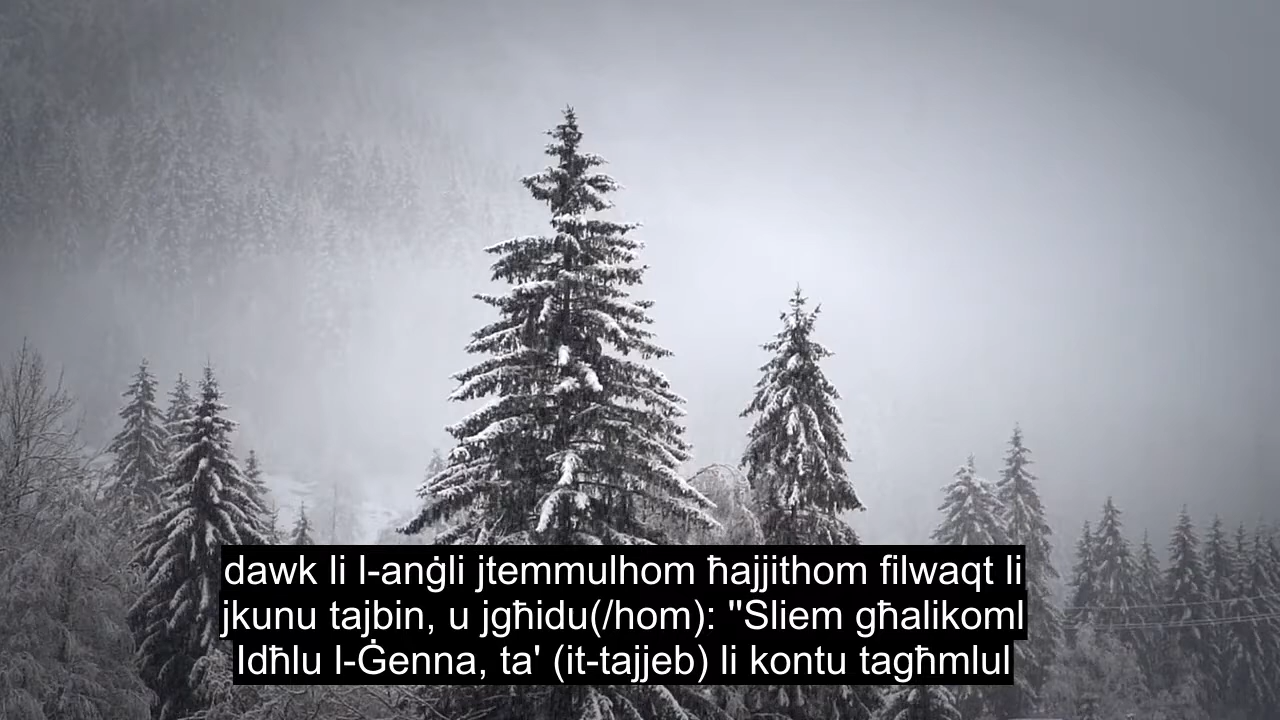 dawk li l-anġli jtemmulhom ħajjithom filwaqt li
jkunu tajbin, u jgħidu(/hom): "Sliem għalikoml
Idħlu l-Ġenna, ta' (it-tajjeb) li kontu tagħmlul